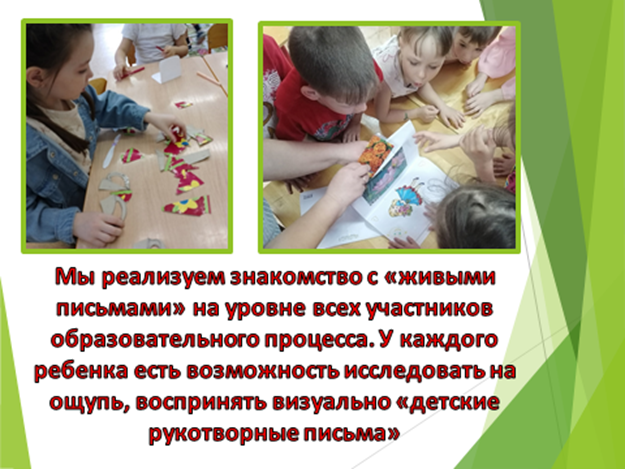 Мы реализуем знакомство с «живыми
письмами» на уровне всех участников
образовательного процесса. У каждого
ребенка есть возможность исследовать на
ощупь, воспринять визуально «детские
рукотворные письма»